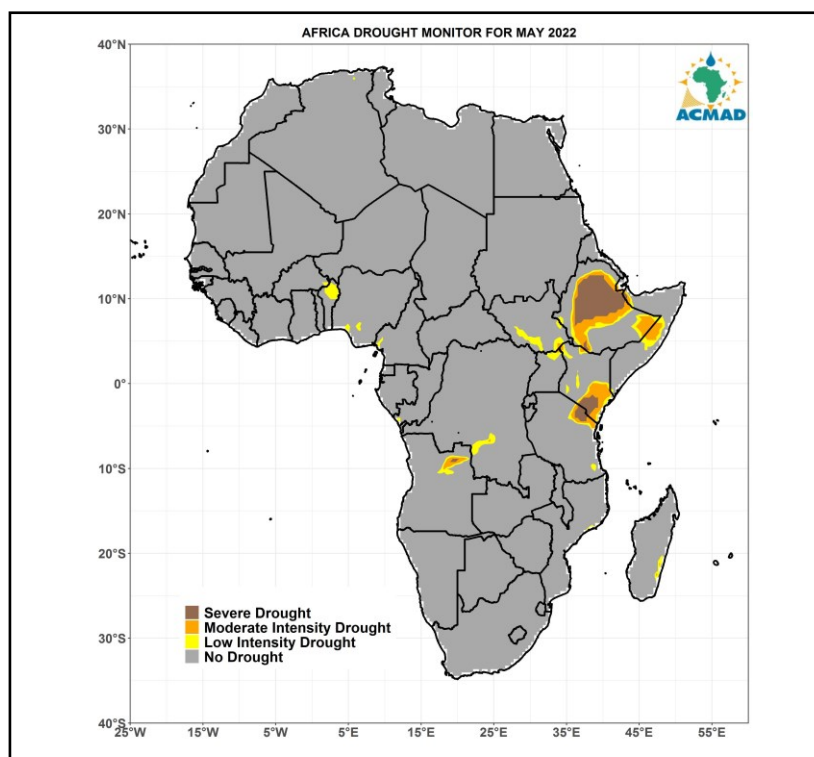 AFRICA DROUGHT MONITOR FOR MAY 2022
ACMAD
40°N
30°N
20°N
10°N
0°
10°S
20°S
30°S
40°S
Severe Drought
Moderate Intensity Drought
Low Intensity Drought
No Drought
25°W
15°W
5°W
5°E
15°E
25°E
35°E
45°E
55°E